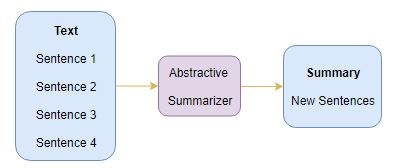 Text
Sentence 1
Sentence 2
Sentence 3
Sentence 4
Abstractive
Summarizer
Summary
New Sentences